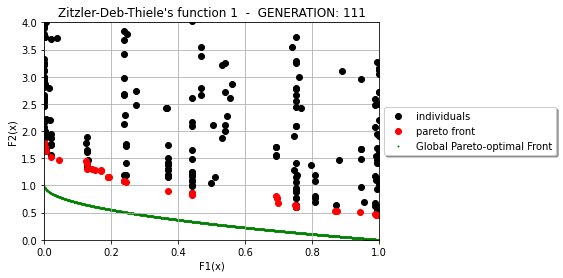 Zitzler-Deb-Thiele's function 1 - GENERATION: 111
4.0
3.5
3.0
2.5
2.0
1.5
1.0
0.5
0.0
F2(x)
0.0 0.2 0.4 0.6 0.8 1.0
F1(x)
individuals
pareto front
Global Pareto-optimal Front